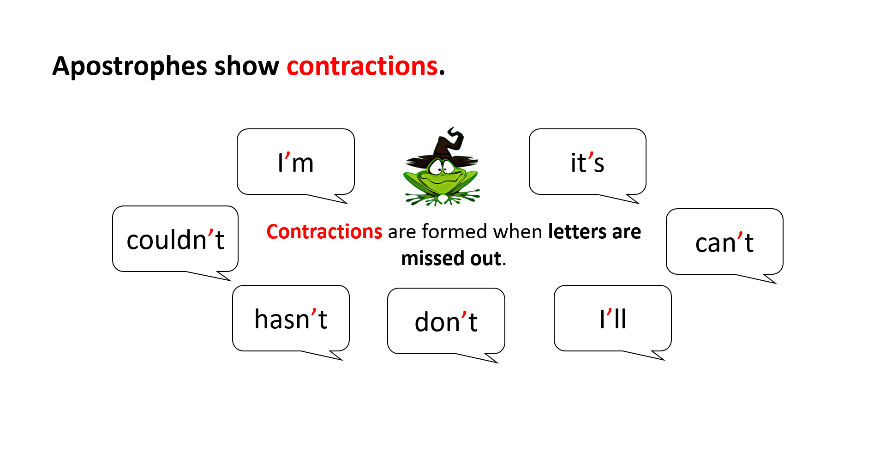 Apostrophes show contractions.
I’m
it’s
couldn’t
Contractions are formed when letters are
missed out.
can’t
hasn’t
don’t
I’ll